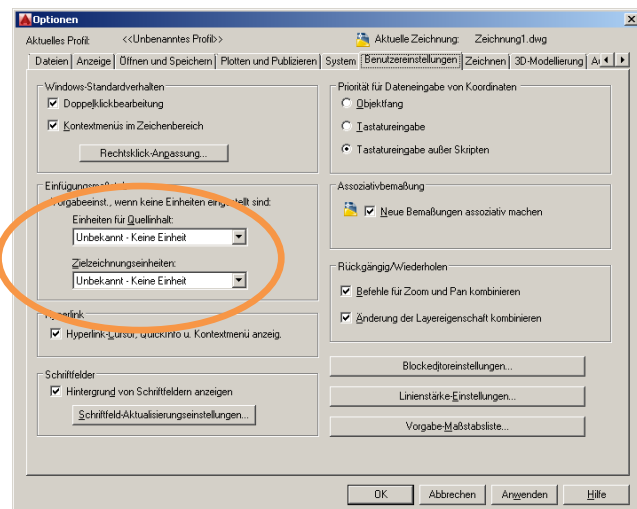 Optionen
Aktuelles Profil: <<Unbenanntes Profil>> Aktuelle Zeichnung: Zeichnung1.dwg
Dateien Anzeige Öffnen und Speichern Plotten und Publizieren System Benutzereinstellungen Zeichnen 3D-Modellierung
Windows-Standardverhalten
Doppelklickbearbeitung
Kontextmenüs im Zeichenbereich
Rechtsklick-Anpassung...
Priorität für Dateneingabe von Koordinaten
Objektfang
Tastatureingabe
Tastatureingabe außer Skripten
wenn keine Einheiten eingestellt sind:
Einheiten für Quellinhalt:
Unbekannt - Keine Einheit
Zielzeichnungseinheiten:
Unbekannt - Keine Einheit
Assoziativbemaßung
Neue Bemaßungen assoziativ machen
Hyperlink
Hyperlink-Cursor, QuickInfo u. Kontextmenü anzeig.
Rückgängig/Wiederholen
Befehle für Zoom und Pan kombinieren
Änderung der Layereigenschaft kombinieren
Schriftfelder
Hintergrund von Schriftfeldern anzeigen
Schriftfeld-Aktualisierungseinstellungen...
Blockeditoreinstellungen...
Linienstärke-Einstellungen...
Vorgabe-Maßstabsliste...
OK Abbrechen Anwenden Hilfe